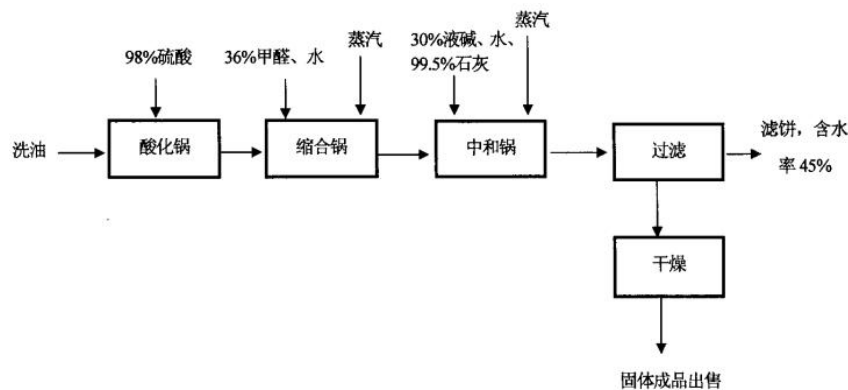 蒸汽
98%硫酸
36%甲醛、水
蒸汽
30%液碱、水、
99.5%石灰
洗油
酸化锅
缩合锅
中和锅
过滤
滤饼，含水
率 45%
干燥
固体成品出售